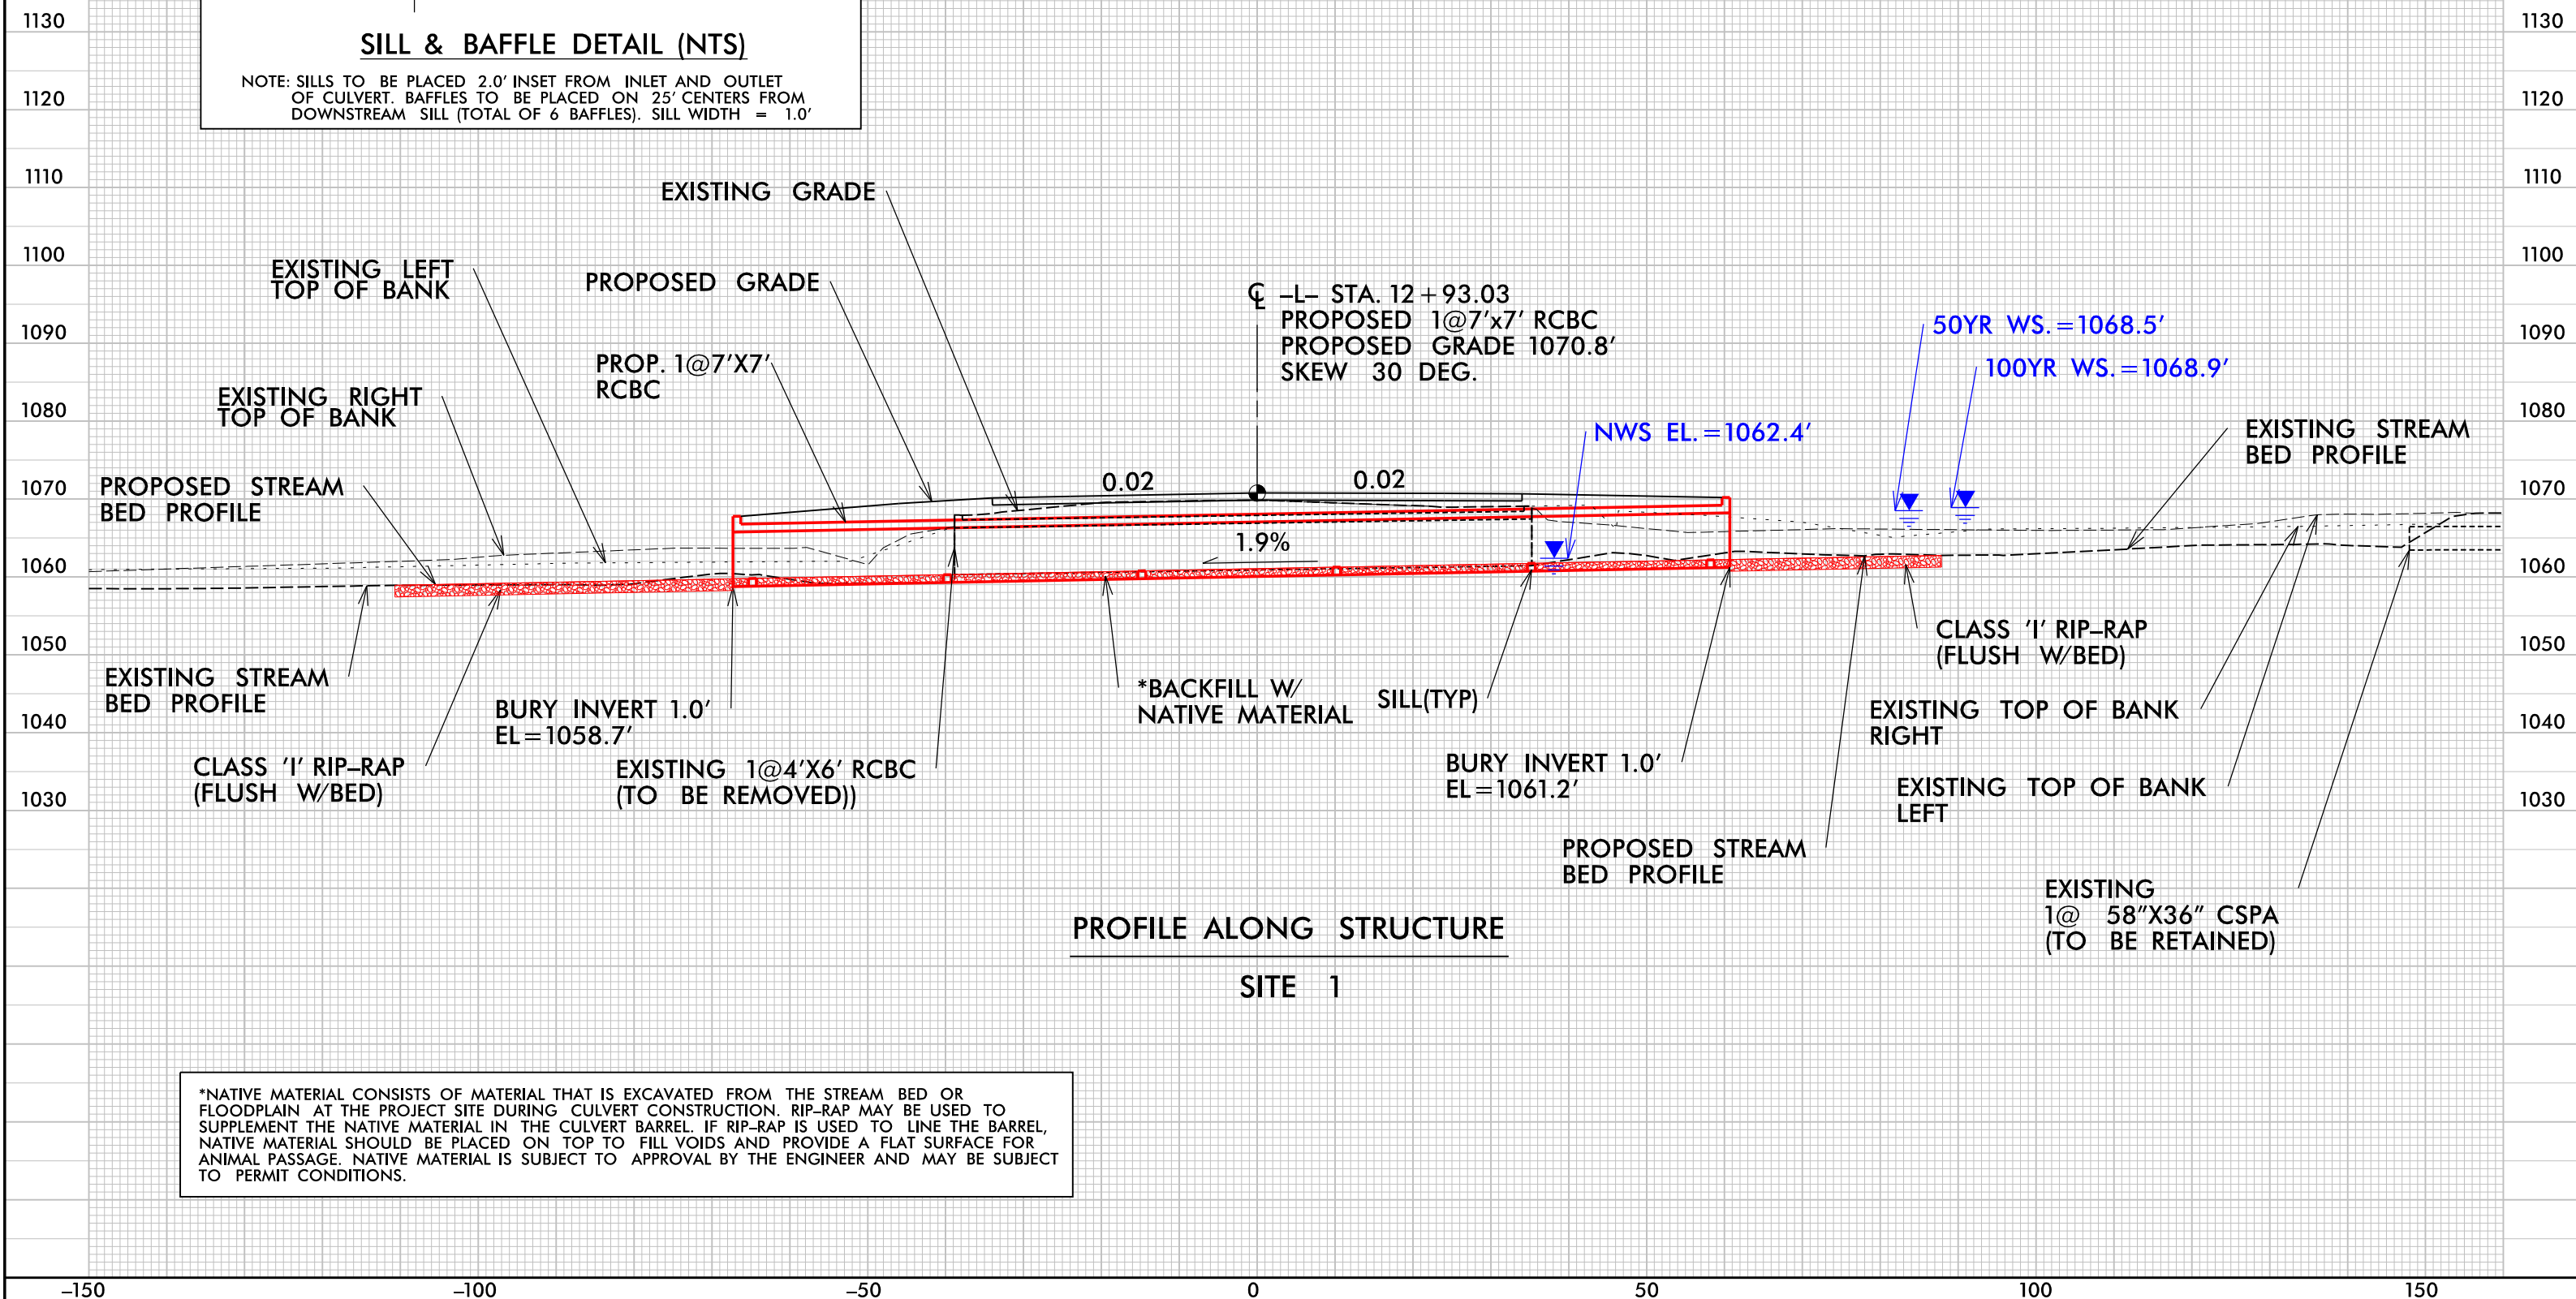 SILL & BAFFLE DETAIL (NTS)
NOTE: SILLS TO BE PLACED 2.0' INSET FROM INLET AND OUTLET
OF CULVERT. BAFFLES TO BE PLACED ON 25' CENTERS FROM
DOWNSTREAM SILL (TOTAL OF 6 BAFFLES). SILL WIDTH = 1.0'
1130
1120
1110
1100
1090
1080
1070
1060
1050
1040
1030
1130
1120
1110
1100
1090
1080
1070
1060
1050
1040
1030
EXISTING GRADE
EXISTING LEFT
TOP OF BANK
PROPOSED GRADE
PROP. 1@7'X7'
RCBC
EXISTING RIGHT
TOP OF BANK
PROPOSED STREAM
BED PROFILE
℄ –L– STA. 12+93.03
PROPOSED 1@7'x7' RCBC
PROPOSED GRADE 1070.8'
SKEW 30 DEG.
50YR WS.=1068.5'
100YR WS.=1068.9'
NWS EL.=1062.4'
EXISTING STREAM
BED PROFILE
0.02
0.02
1.9%
EXISTING STREAM
BED PROFILE
CLASS 'I' RIP–RAP
(FLUSH W/BED)
BURY INVERT 1.0'
EL=1058.7'
EXISTING 1@4'X6' RCBC
(TO BE REMOVED))
*BACKFILL W/
NATIVE MATERIAL
SILL(TYP)
BURY INVERT 1.0'
EL=1061.2'
CLASS 'I' RIP–RAP
(FLUSH W/BED)
EXISTING TOP OF BANK
RIGHT
EXISTING TOP OF BANK
LEFT
PROPOSED STREAM
BED PROFILE
EXISTING
1@ 58"X36" CSPA
(TO BE RETAINED)
PROFILE ALONG STRUCTURE
SITE 1
*NATIVE MATERIAL CONSISTS OF MATERIAL THAT IS EXCAVATED FROM THE STREAM BED OR
FLOODPLAIN AT THE PROJECT SITE DURING CULVERT CONSTRUCTION. RIP–RAP MAY BE USED TO
SUPPLEMENT THE NATIVE MATERIAL IN THE CULVERT BARREL. IF RIP–RAP IS USED TO LINE THE BARREL,
NATIVE MATERIAL SHOULD BE PLACED ON TOP TO FILL VOIDS AND PROVIDE A FLAT SURFACE FOR
ANIMAL PASSAGE. NATIVE MATERIAL IS SUBJECT TO APPROVAL BY THE ENGINEER AND MAY BE SUBJECT
TO PERMIT CONDITIONS.
–150
–100
–50
0
50
100
150